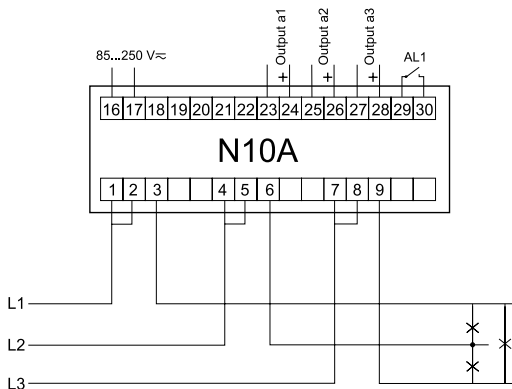 85...250 V≂
+ Output a1
+ Output a2
+ Output a3
AL1
16 17 18 19 20 21 22 23 24 25 26 27 28 29 30
N10A
1 2 3 4 5 6 7 8 9
L1
L2
L3